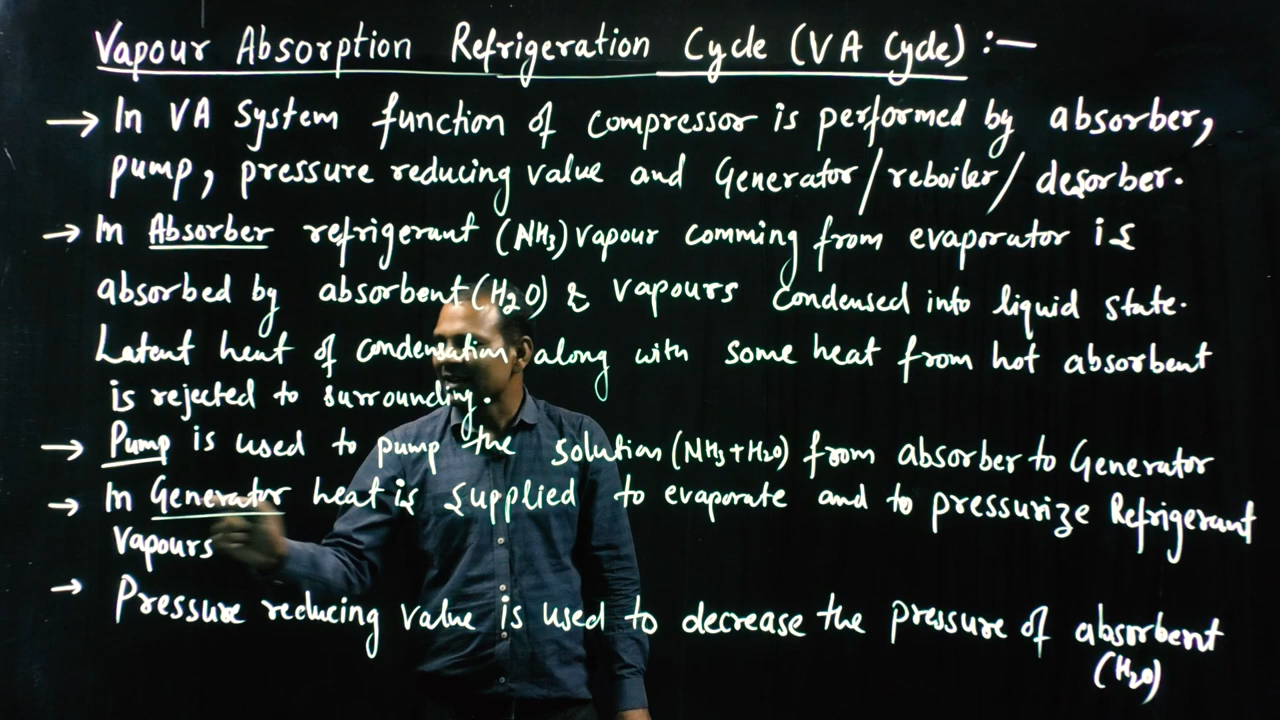 Vapour Absorption Refrigeration Cycle (VA Cycle) :—
→ In VA System function of compressor is performed by absorber,
pump, pressure reducing value and Generator/reboiler/desorber.
→ In Absorber refrigerant (NH3) vapour comming from evaporator is
absorbed by absorbent (H2O) & vapours condensed into liquid state.
Latent heat of condensation along with some heat from hot absorbent
is rejected to surrounding.
→ Pump is used to pump the solution (NH3+H2O) from absorber to Generator
→ In Generator heat is supplied to evaporate and to pressurize Refrigerant
Vapours
→ Pressure reducing value is used to decrease the pressure of absorbent
(H2O)